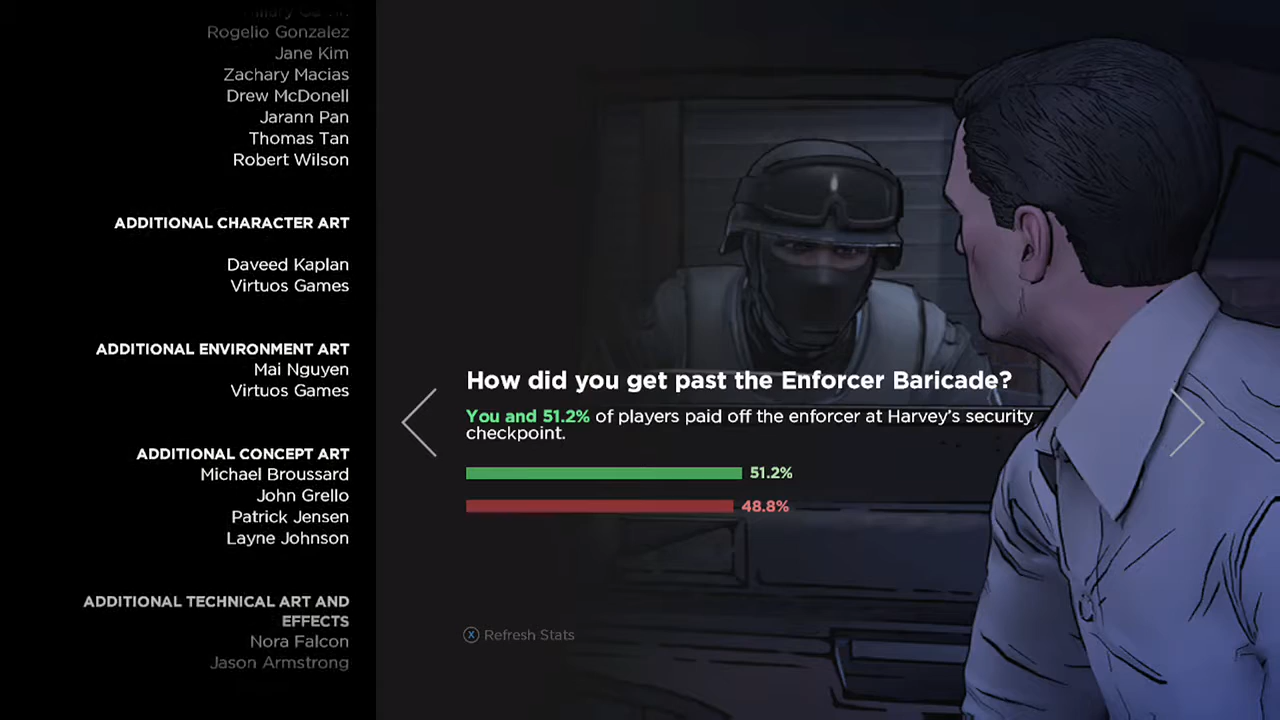 Rogelio Gonzalez
Jane Kim
Zachary Macias
Drew McDonell
Jarann Pan
Thomas Tan
Robert Wilson
ADDITIONAL CHARACTER ART
Daveed Kaplan
Virtuos Games
ADDITIONAL ENVIRONMENT ART
Mai Nguyen
Virtuos Games
ADDITIONAL CONCEPT ART
Michael Broussard
John Grello
Patrick Jensen
Layne Johnson
ADDITIONAL TECHNICAL ART AND
EFFECTS
Nora Falcon
Jason Armstrong
How did you get past the Enforcer Baricade?
You and 51.2% of players paid off the enforcer at Harvey's security
checkpoint.
51.2%
48.8%
X Refresh Stats